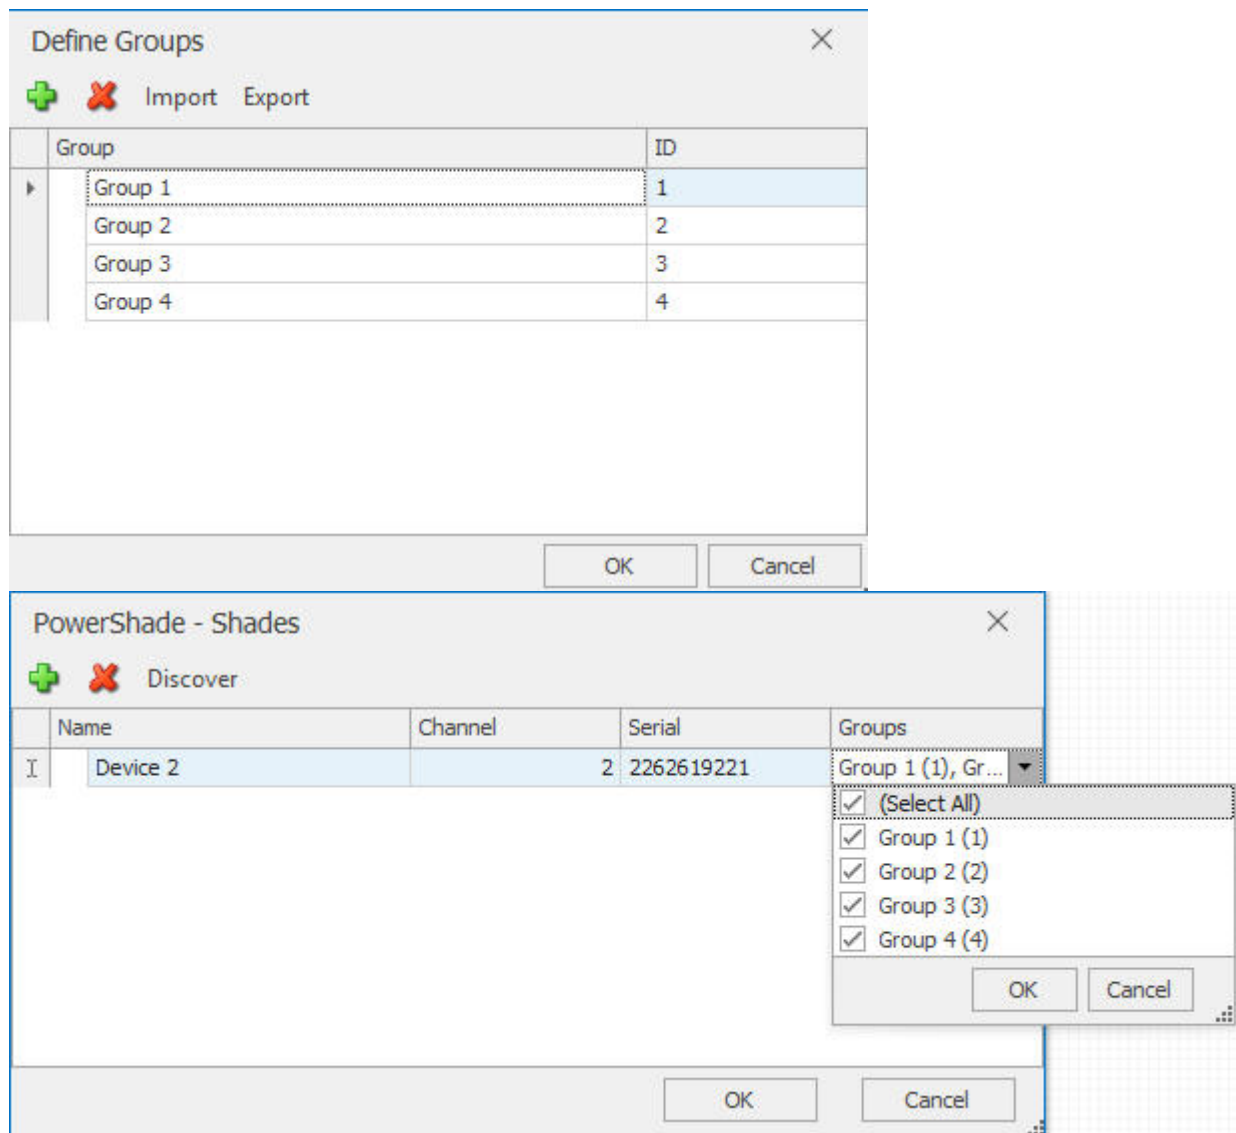 Define Groups
Import Export
Group ID
Group 1 1
Group 2 2
Group 3 3
Group 4 4
OK Cancel
PowerShade - Shades
Discover
Name Channel Serial Groups
Device 2 2 2262619221 Group 1 (1), Gr...
(Select All)
Group 1 (1)
Group 2 (2)
Group 3 (3)
Group 4 (4)
OK Cancel
OK Cancel